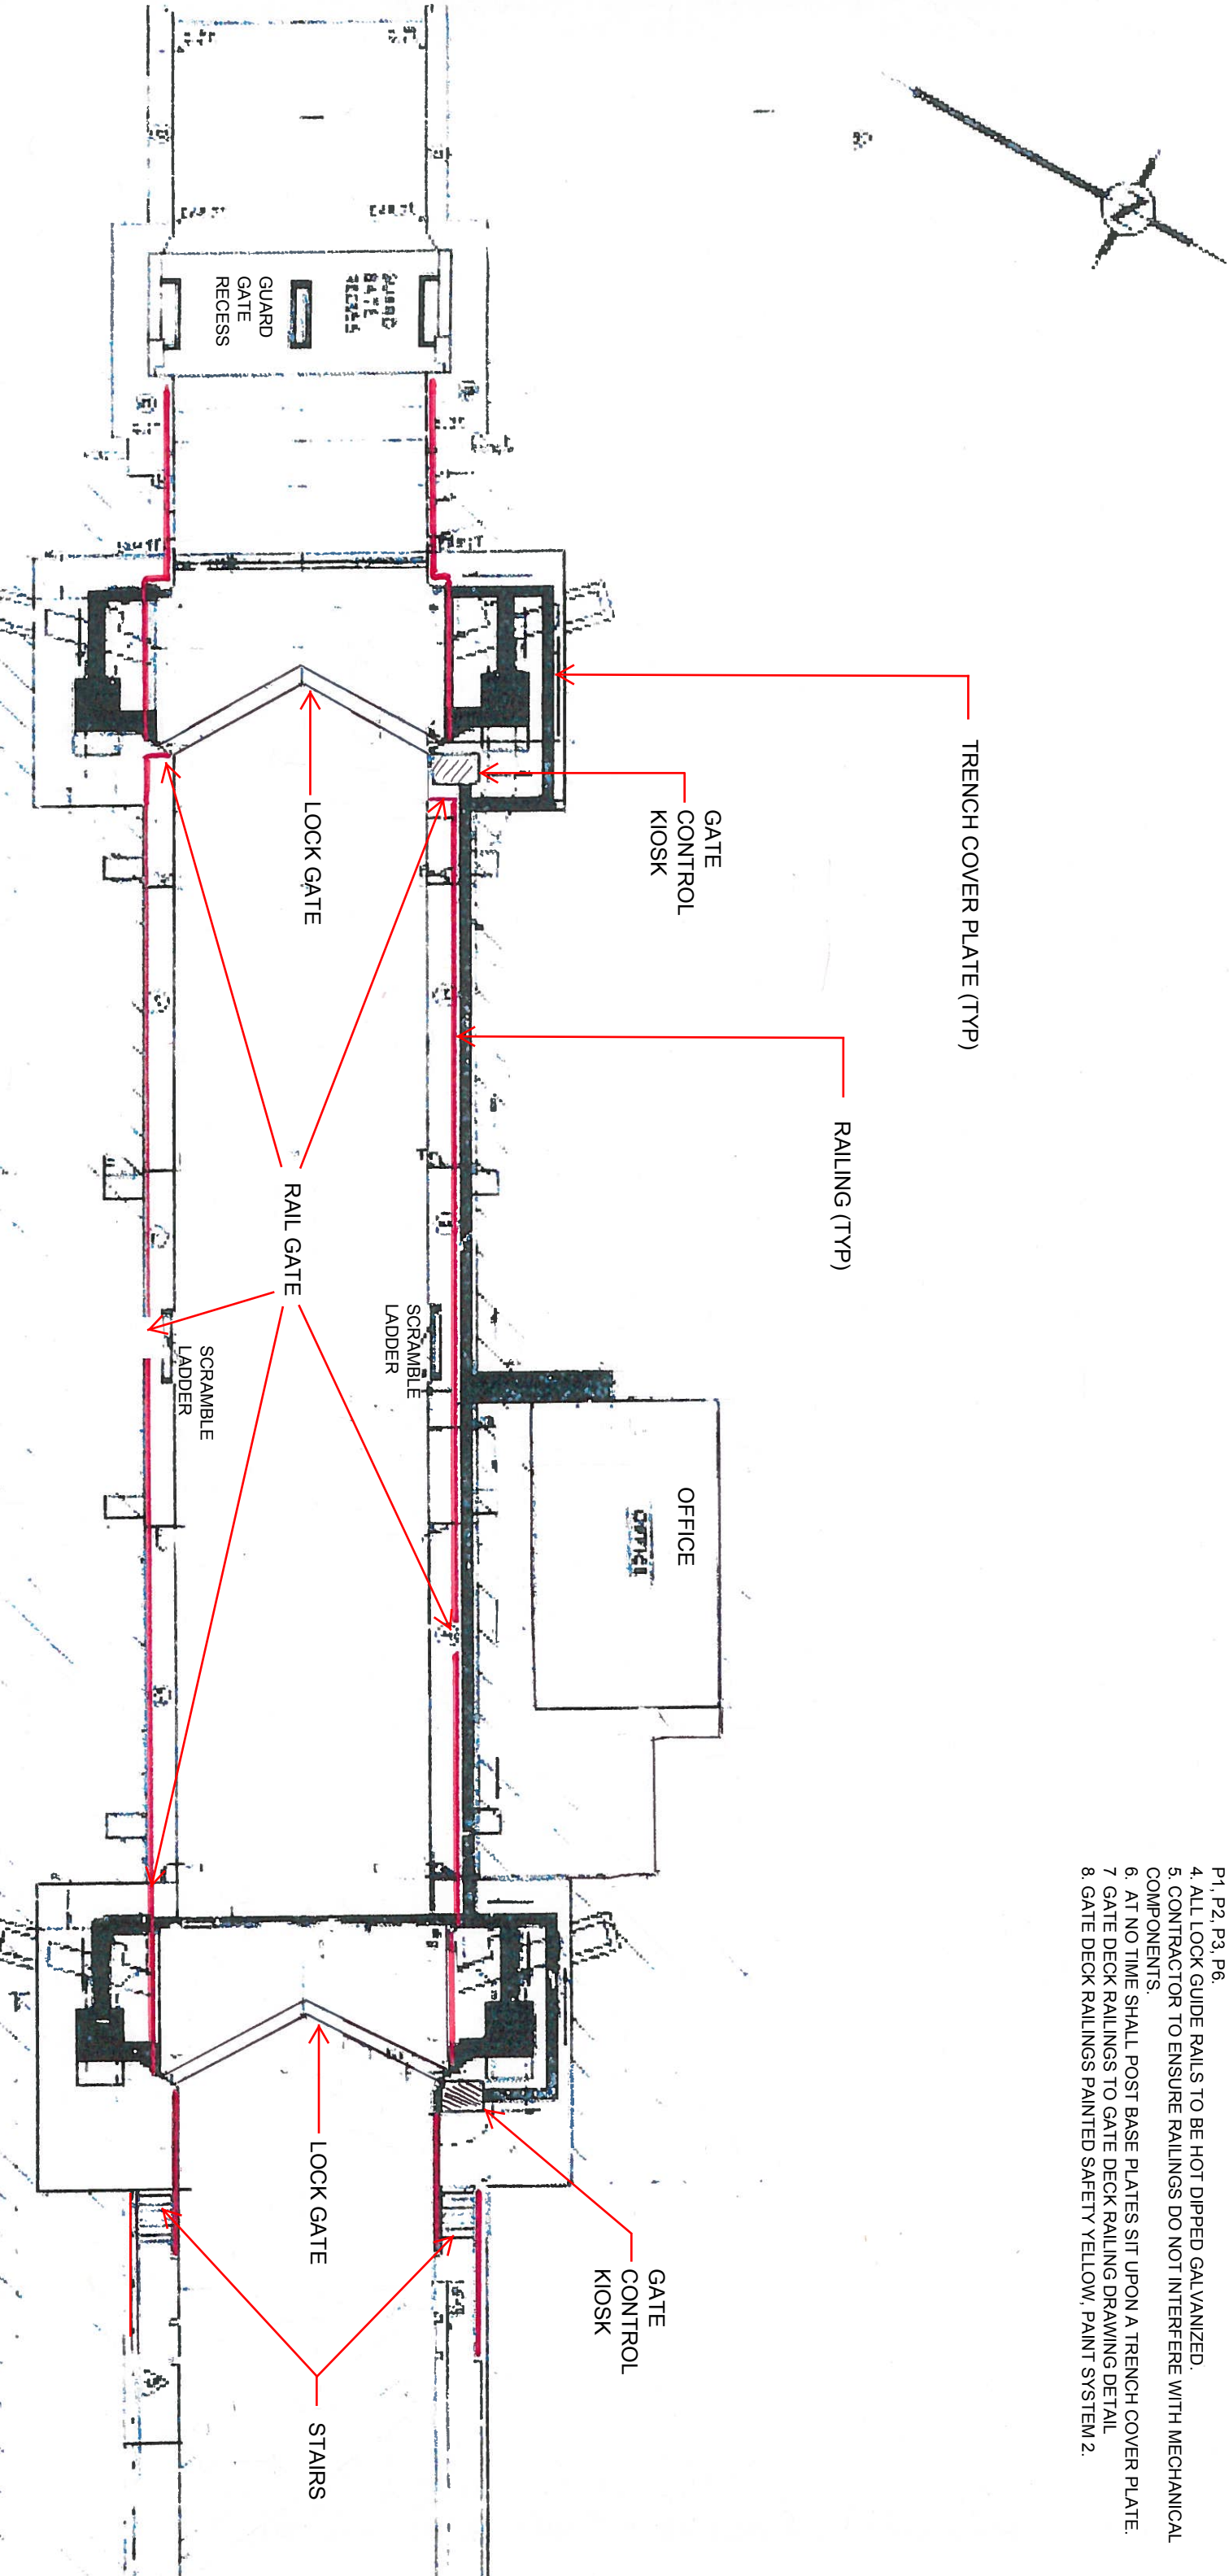 P1, P2, P3, P6.
4. ALL LOCK GUIDE RAILS TO BE HOT DIPPED GALVANIZED.
5. CONTRACTOR TO ENSURE RAILINGS DO NOT INTERFERE WITH MECHANICAL
COMPONENTS.
6. AT NO TIME SHALL POST BASE PLATES SIT UPON A TRENCH COVER PLATE.
7 GATE DECK RAILINGS TO GATE DECK RAILING DRAWING DETAIL
8. GATE DECK RAILINGS PAINTED SAFETY YELLOW, PAINT SYSTEM 2.
TRENCH COVER PLATE (TYP)
RAILING (TYP)
GATE
CONTROL
KIOSK
OFFICE
OFFICE
GATE
CONTROL
KIOSK
GUARD
GATE
RECESS
GUARD
GATE
RECESS
LOCK GATE
RAIL GATE
SCRAMBLE
LADDER
SCRAMBLE
LADDER
LOCK GATE
STAIRS
N